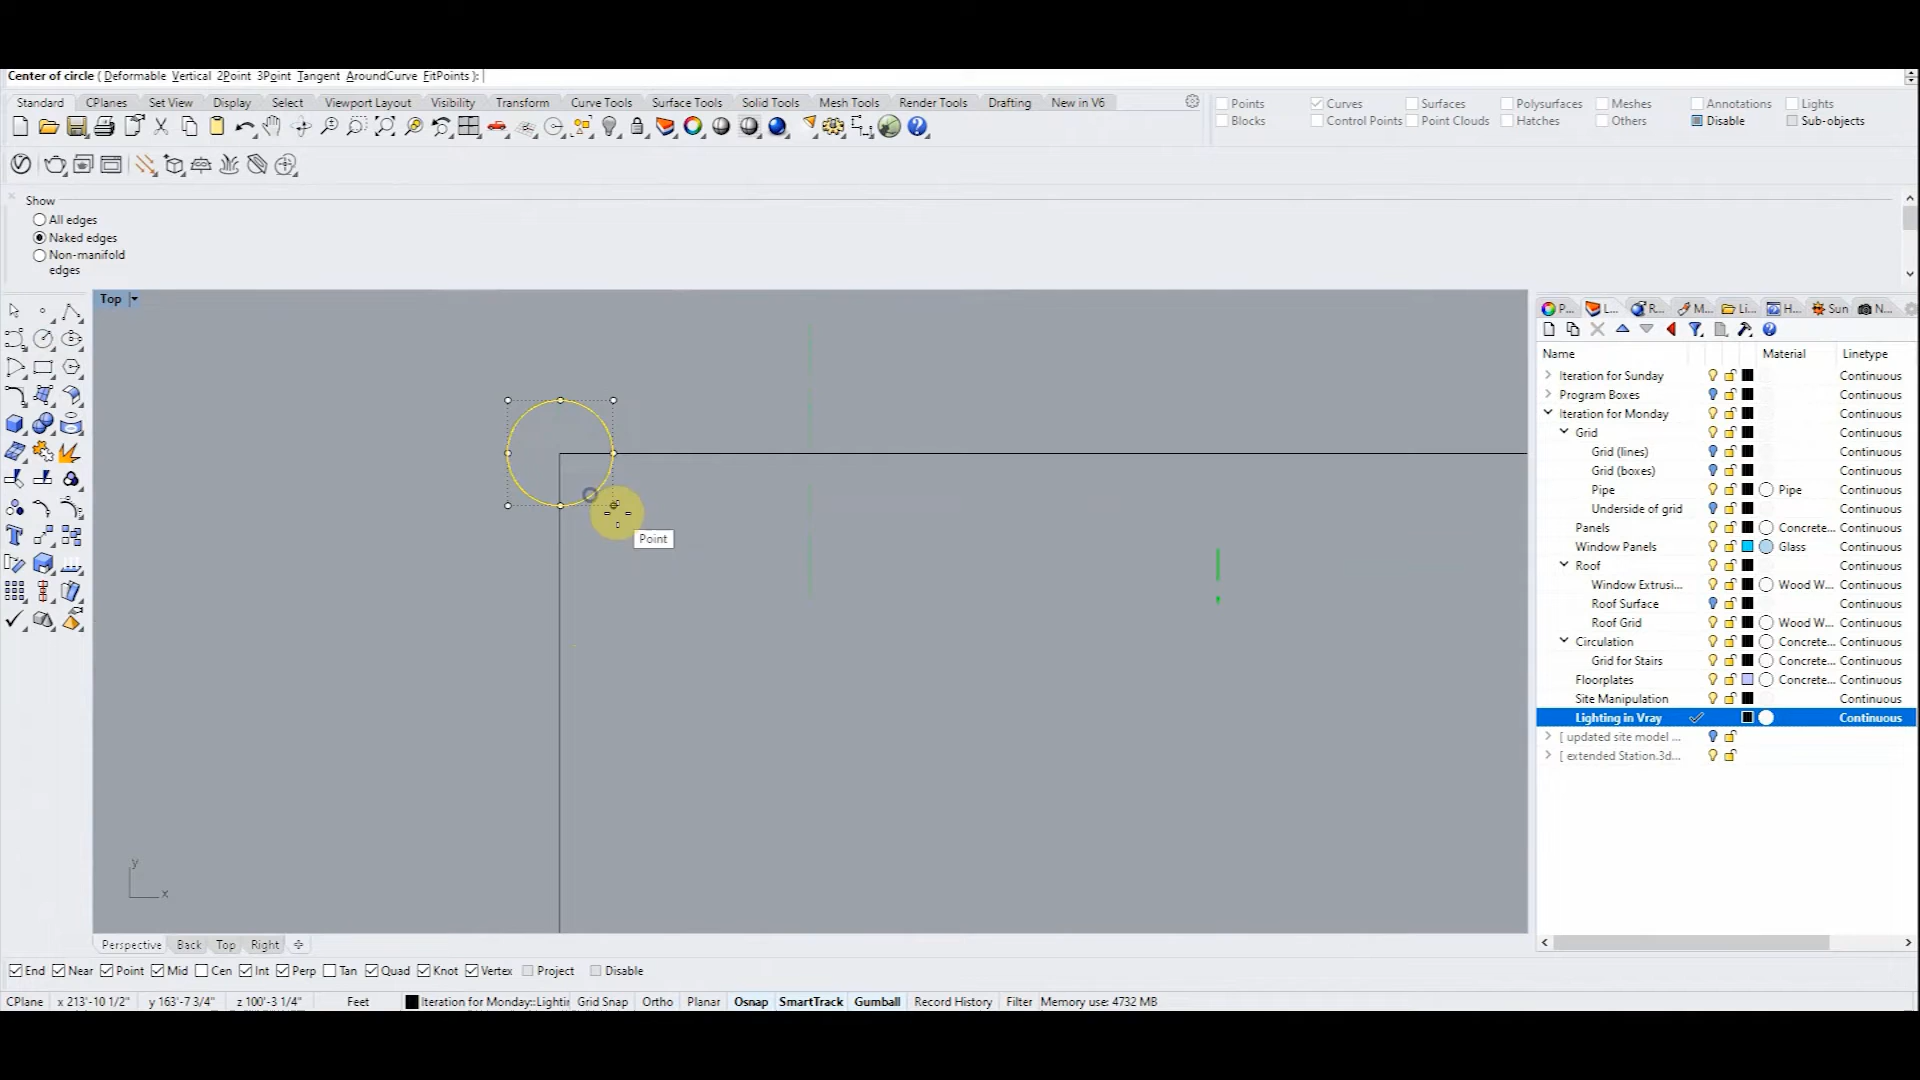 Center of circle ( Deformable Vertical 2Point 3Point Tangent AroundCurve FitPoints ):
Standard CPlanes Set View Display Select Viewport Layout Visibility Transform Curve Tools Surface Tools Solid Tools Mesh Tools Render Tools Drafting New in V6
Points Curves Surfaces Polysurfaces Meshes Annotations Lights
Blocks Control Points Point Clouds Hatches Others Disable Sub-objects
Show
All edges
Naked edges
Non-manifold
edges
Top
Point
y
x
P... L... R... M... Li... H... Sun N...
Name Material Linetype
Iteration for Sunday Continuous
Program Boxes Continuous
Iteration for Monday Continuous
Grid Continuous
Grid (lines) Continuous
Grid (boxes) Continuous
Pipe Pipe Continuous
Underside of grid Continuous
Panels Concrete... Continuous
Window Panels Glass Continuous
Roof Continuous
Window Extrusi... Wood W... Continuous
Roof Surface Continuous
Roof Grid Wood W... Continuous
Circulation Concrete... Continuous
Grid for Stairs Concrete... Continuous
Floorplates Concrete... Continuous
Site Manipulation Continuous
Lighting in Vray Continuous
[ updated site model ...
[ extended Station.3d...
Perspective Back Top Right
End Near Point Mid Cen Int Perp Tan Quad Knot Vertex Project Disable
CPlane x 213'-10 1/2" y 163'-7 3/4" z 100'-3 1/4" Feet Iteration for Monday::Lightir Grid Snap Ortho Planar Osnap SmartTrack Gumball Record History Filter Memory use: 4732 MB